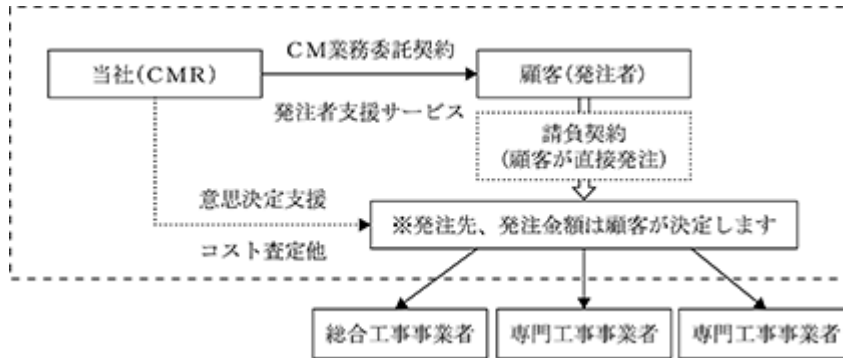 CM業務委託契約
当社(CMR)
顧客(発注者)
発注者支援サービス
請負契約
(顧客が直接発注)
意思決定支援
※発注先、発注金額は顧客が決定します
コスト査定他
総合工事事業者
専門工事事業者
専門工事事業者